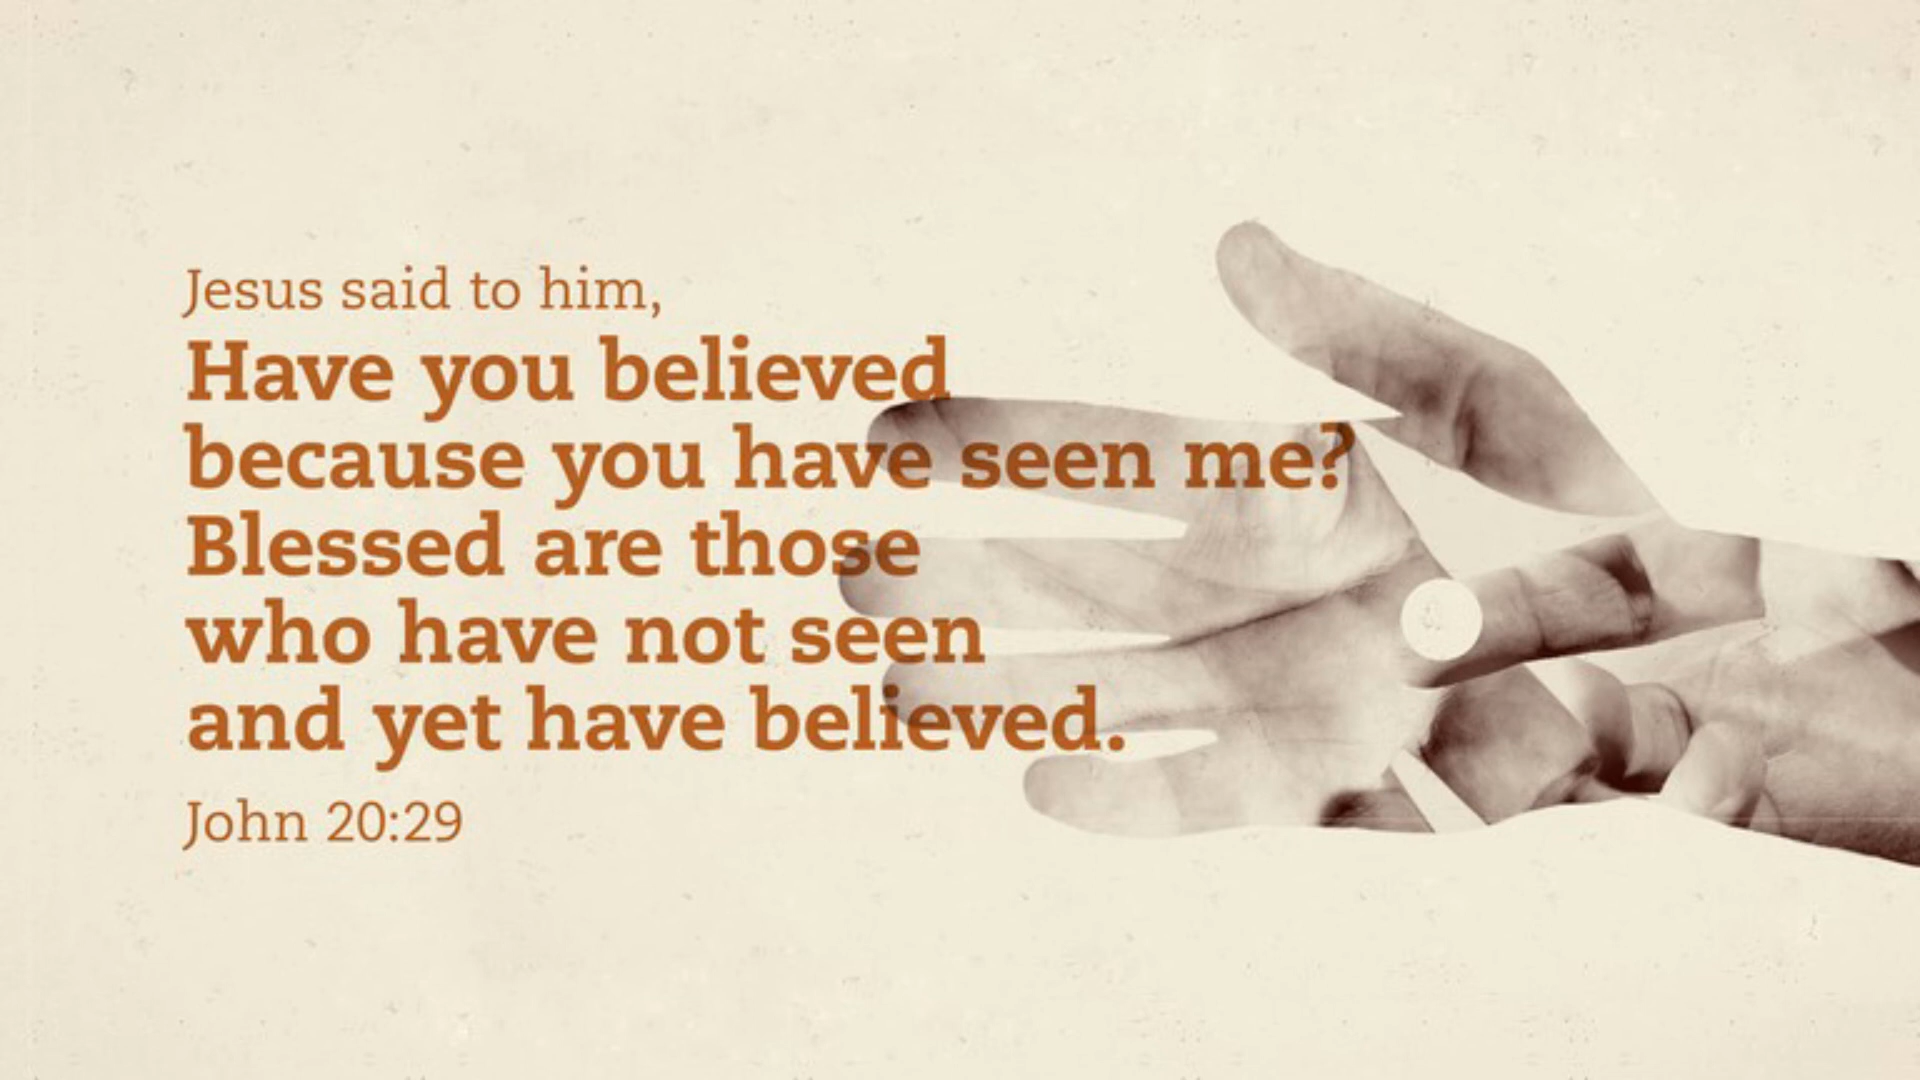 Jesus said to him,
Have you believed
because you have seen me?
Blessed are those
who have not seen
and yet have believed.
John 20:29